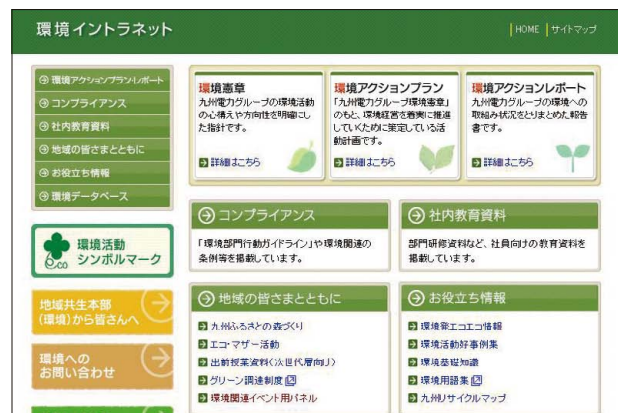 環境イントラネット
HOME サイトマップ
環境アクションプラン・レポート
コンプライアンス
社内教育資料
地域の皆さまとともに
お役立ち情報
環境データベース
環境活動
シンボルマーク
eco
地域共生本部
(環境)から皆さんへ
環境への
お問い合わせ
環境憲章
九州電力グループの環境活動
の心構えや方向性を明確にし
た指針です。
詳細はこちら
環境アクションプラン
「九州電力グループ環境憲章」
のもと、環境経営を着実に推進
していくために策定している活
動計画です。
詳細はこちら
環境アクションレポート
九州電力グループの環境への
取組み状況をとりまとめた報告
書です。
詳細はこちら
コンプライアンス
「環境部門行動ガイドライン」や環境関連の
条例等を掲載しています。
社内教育資料
部門研修資料など、社員向けの教育資料を
掲載しています。
地域の皆さまとともに
九州ふるさとの森づくり
エコ・マザー活動
出前授業資料(次世代層向け)
グリーン調達制度
環境関連イベント用パネル
お役立ち情報
環境発エコエコ情報
環境活動好事例集
環境基礎知識
環境用語集
九州リサイクルマップ